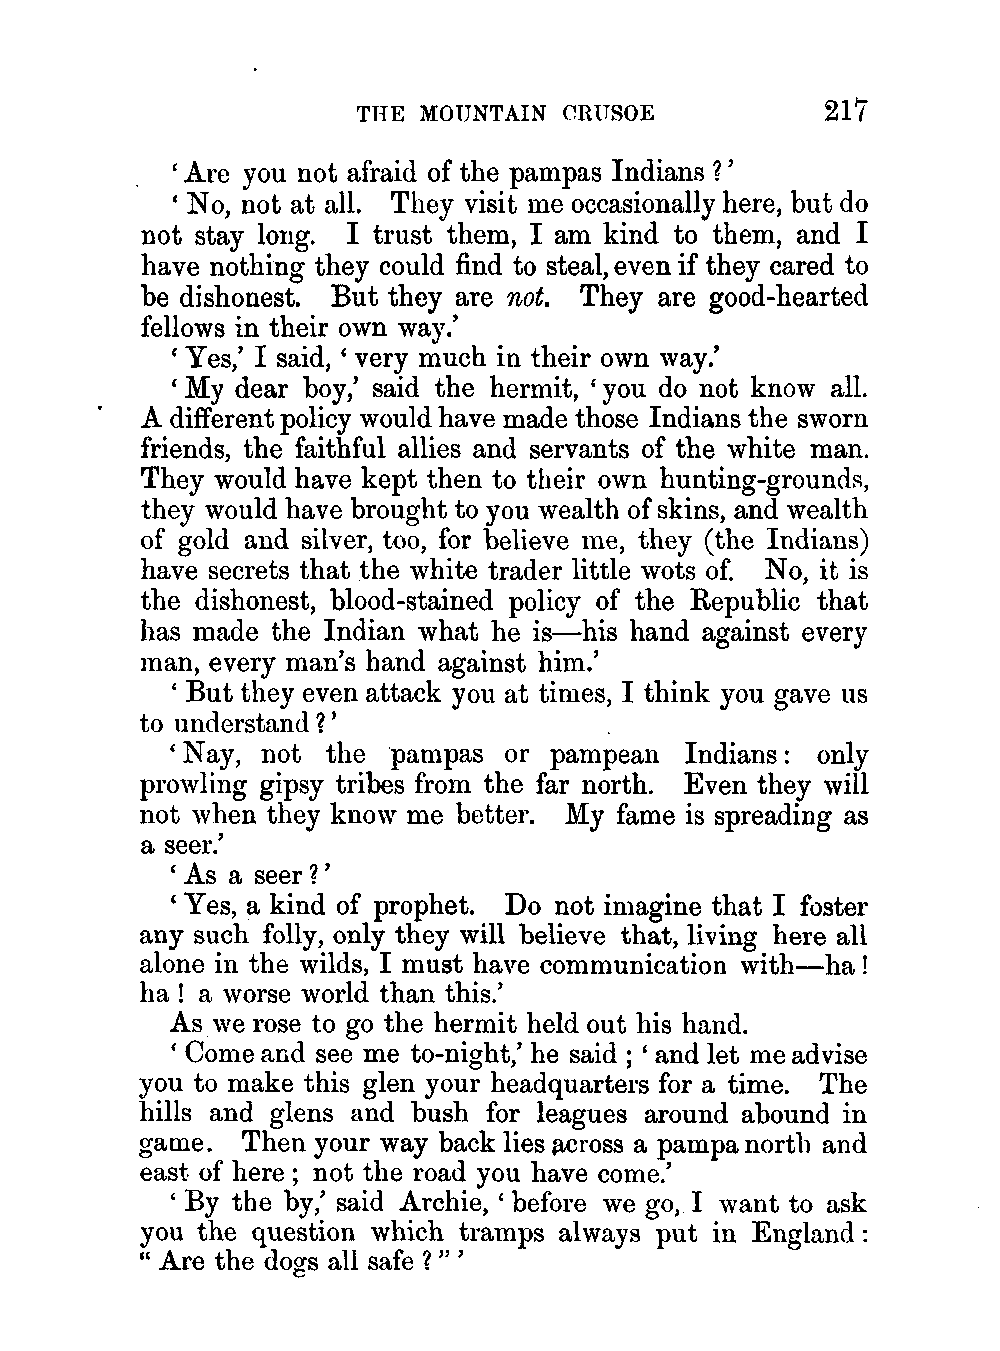 THE MOUNTAIN CRUSOE 217
‘Are you not afraid of the pampas Indians?’
‘No, not at all. They visit me occasionally here, but do
not stay long. I trust them, I am kind to them, and I
have nothing they could find to steal, even if they cared to
be dishonest. But they are not. They are good-hearted
fellows in their own way.’
‘Yes,’ I said, ‘very much in their own way.’
‘My dear boy,’ said the hermit, ‘you do not know all.
A different policy would have made those Indians the sworn
friends, the faithful allies and servants of the white man.
They would have kept then to their own hunting-grounds,
they would have brought to you wealth of skins, and wealth
of gold and silver, too, for believe me, they (the Indians)
have secrets that the white trader little wots of. No, it is
the dishonest, blood-stained policy of the Republic that
has made the Indian what he is—his hand against every
man, every man's hand against him.’
‘But they even attack you at times, I think you gave us
to understand?’
‘Nay, not the pampas or pampean Indians: only
prowling gipsy tribes from the far north. Even they will
not when they know me better. My fame is spreading as
a seer.’
‘As a seer?’
‘Yes, a kind of prophet. Do not imagine that I foster
any such folly, only they will believe that, living here all
alone in the wilds, I must have communication with—ha!
ha! a worse world than this.’
As we rose to go the hermit held out his hand.
‘Come and see me to-night,’ he said; ‘and let me advise
you to make this glen your headquarters for a time. The
hills and glens and bush for leagues around abound in
game. Then your way back lies across a pampa north and
east of here; not the road you have come.’
‘By the by,’ said Archie, ‘before we go, I want to ask
you the question which tramps always put in England:
“Are the dogs all safe?”’